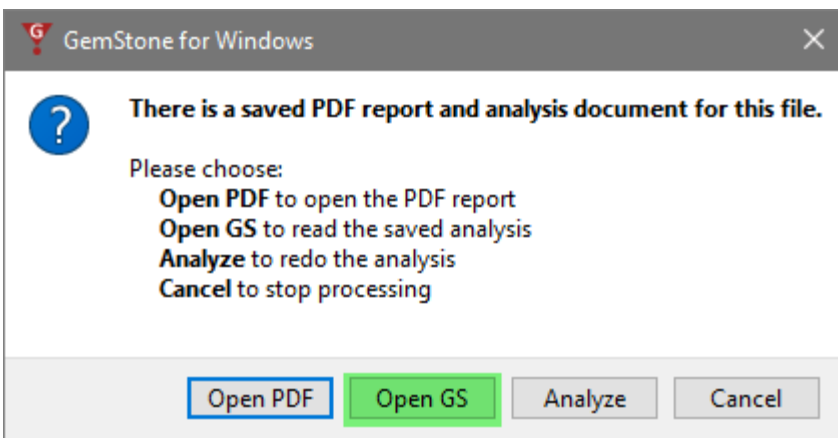 G
GemStone for Windows
?
There is a saved PDF report and analysis document for this file.
Please choose:
Open PDF to open the PDF report
Open GS to read the saved analysis
Analyze to redo the analysis
Cancel to stop processing
Open PDF Open GS Analyze Cancel